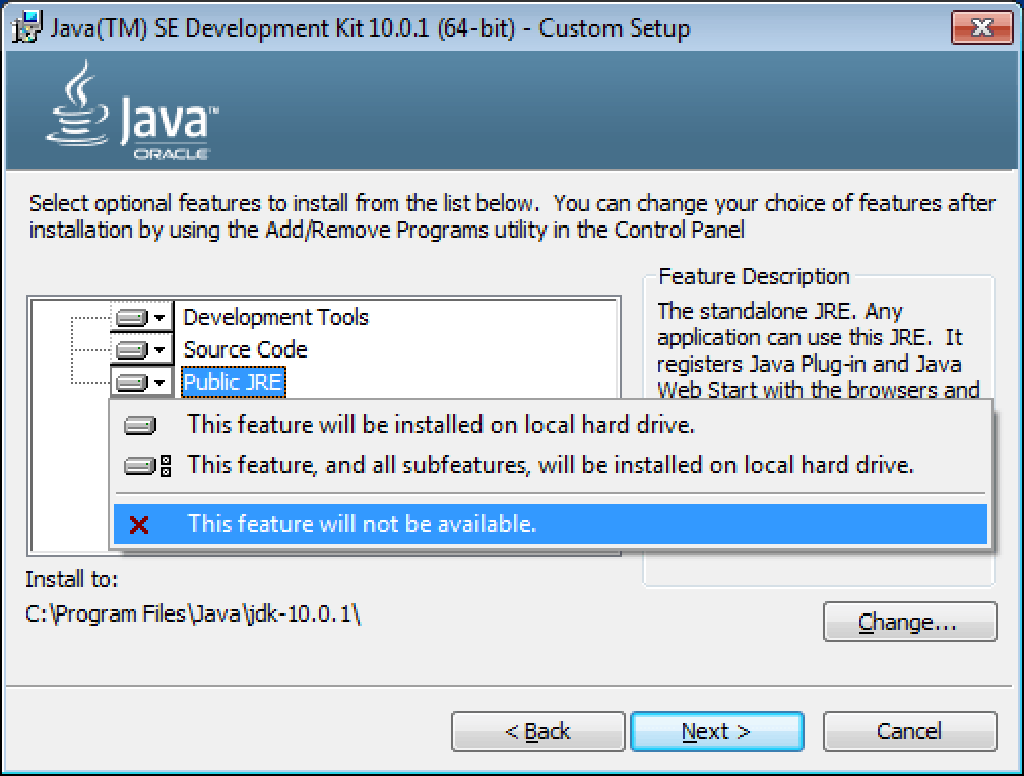 Java(TM) SE Development Kit 10.0.1 (64-bit) - Custom Setup
Java™
ORACLE
Select optional features to install from the list below.  You can change your choice of features after
installation by using the Add/Remove Programs utility in the Control Panel
Development Tools
Source Code
Public JRE
Feature Description
The standalone JRE. Any
application can use this JRE.  It
registers Java Plug-in and Java
Web Start with the browsers and
This feature will be installed on local hard drive.
This feature, and all subfeatures, will be installed on local hard drive.
This feature will not be available.
Install to:
C:\Program Files\Java\jdk-10.0.1\
Change...
< Back
Next >
Cancel